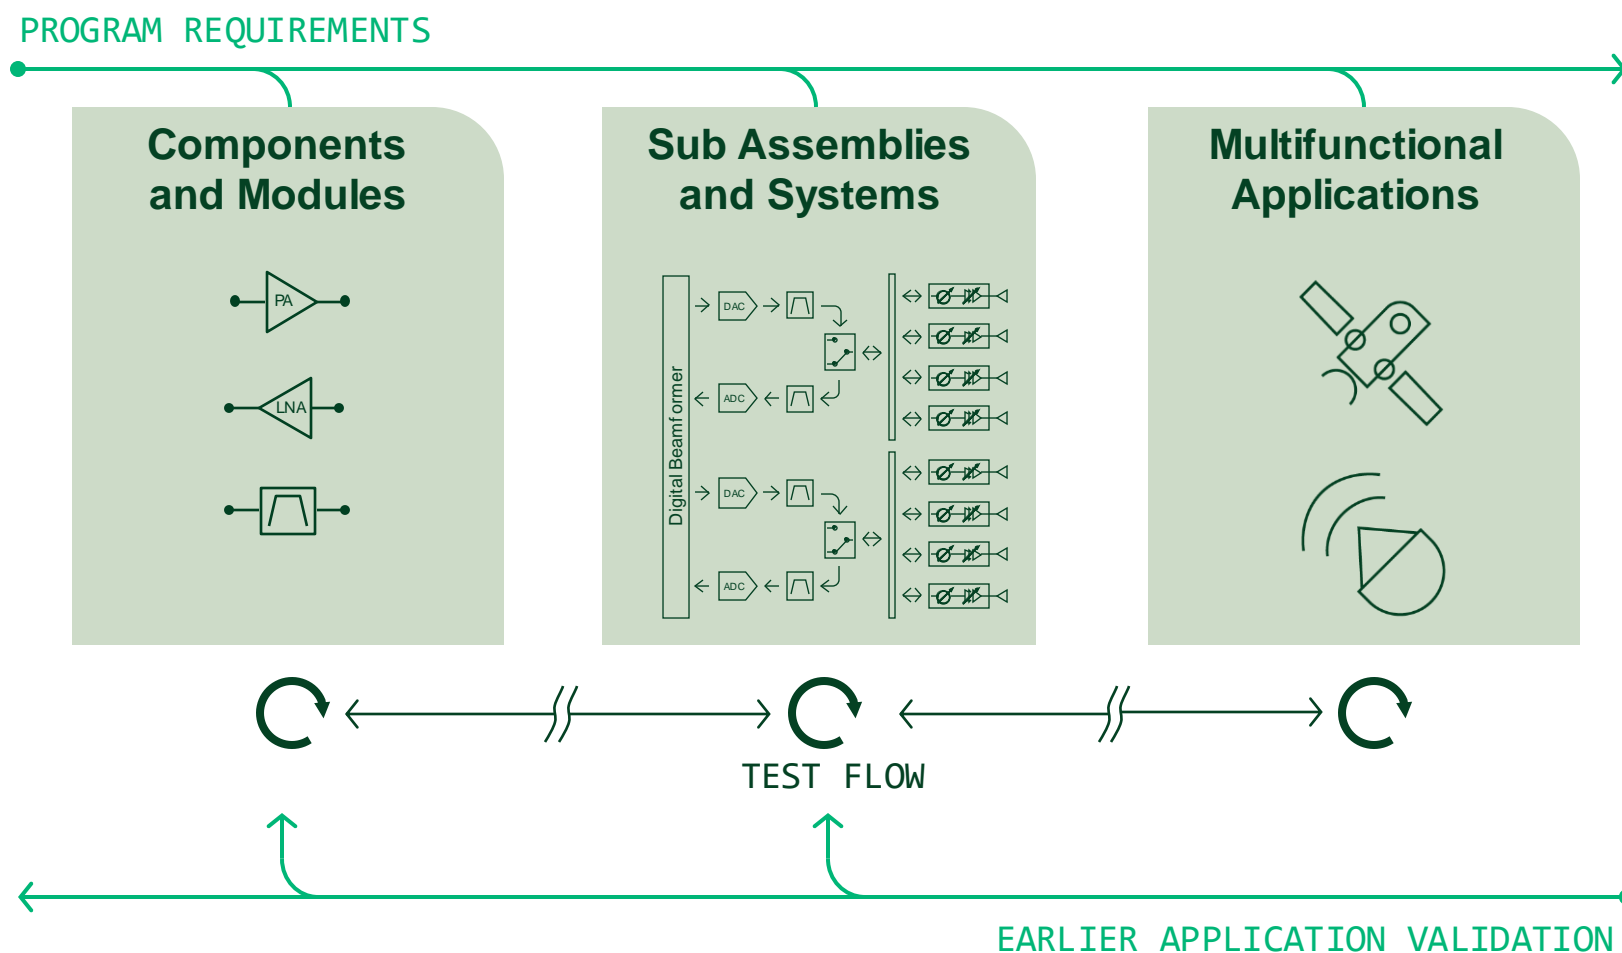 PROGRAM REQUIREMENTS
Components
and Modules
PA
LNA
Sub Assemblies
and Systems
Digital Beamformer
DAC
ADC
DAC
ADC
Multifunctional
Applications
TEST FLOW
EARLIER APPLICATION VALIDATION